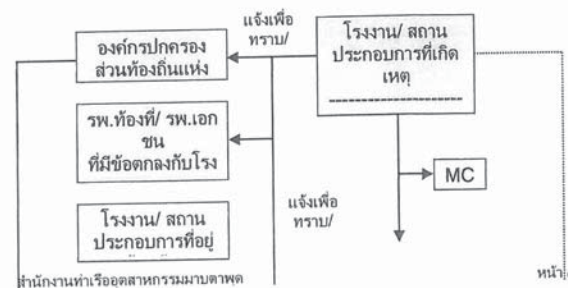 แจ้งเพื่อ
ทราบ/
องค์กรปกครอง
ส่วนท้องถิ่นแห่ง
โรงงาน/ สถาน
ประกอบการที่เกิด
เหตุ
รพ.ท้องที่/ รพ.เอก
ชน
ที่มีข้อตกลงกับโรง
MC
แจ้งเพื่อ
ทราบ/
โรงงาน/ สถาน
ประกอบการที่อยู่
สำนักงานท่าเรืออุตสาหกรรมมาบตาพุด
หน้า